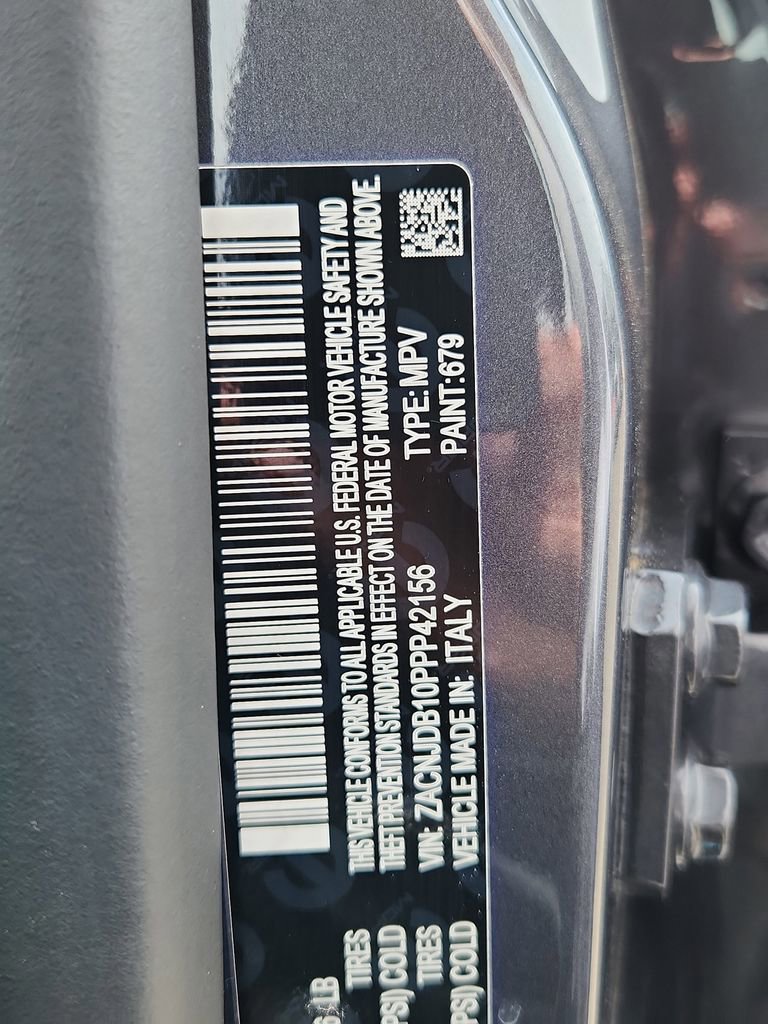 6 LB
TIRES
PSI) COLD
TIRES
PSI) COLD
THIS VEHICLE CONFORMS TO ALL APPLICABLE U.S. FEDERAL MOTOR VEHICLE SAFETY AND
THEFT PREVENTION STANDARDS IN EFFECT ON THE DATE OF MANUFACTURE SHOWN ABOVE.
VIN: ZACNJDB10PPP42156 TYPE: MPV
VEHICLE MADE IN: ITALY PAINT:679